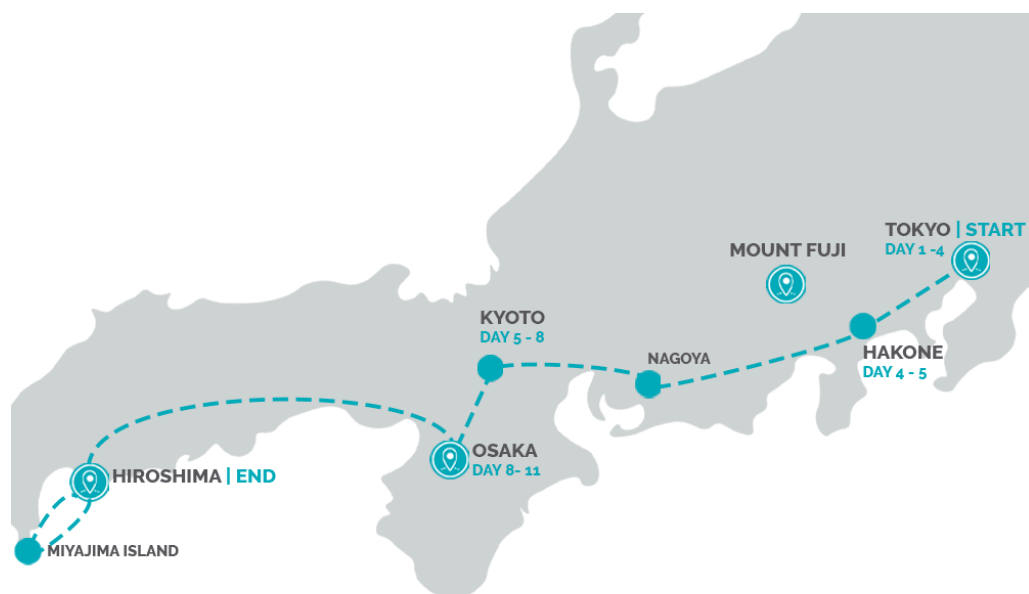 TOKYO | START
DAY 1 -4
MOUNT FUJI
KYOTO
DAY 5 - 8
NAGOYA
HAKONE
DAY 4 - 5
OSAKA
DAY 8- 11
HIROSHIMA | END
MIYAJIMA ISLAND